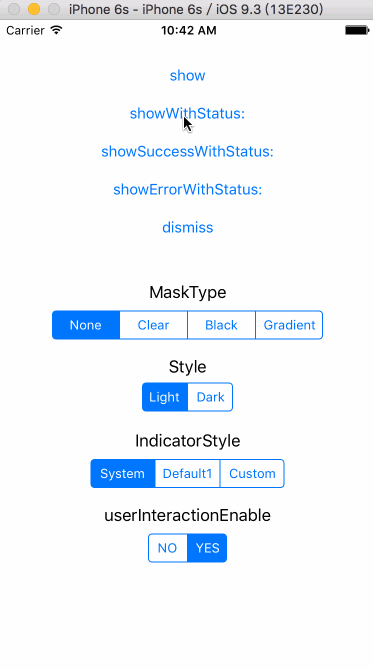 iPhone 6s - iPhone 6s / iOS 9.3 (13E230)
Carrier 10:42 AM
show
showWithStatus:
showSuccessWithStatus:
showErrorWithStatus:
dismiss
MaskType
None Clear Black Gradient
Style
Light Dark
IndicatorStyle
System Default1 Custom
userInteractionEnable
NO YES